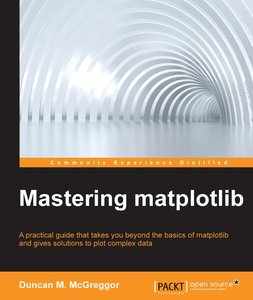 Community Experience Distilled
Mastering matplotlib
A practical guide that takes you beyond the basics of matplotlib
and gives solutions to plot complex data
Duncan M. McGreggor
[PACKT] open source*
PUBLISHING